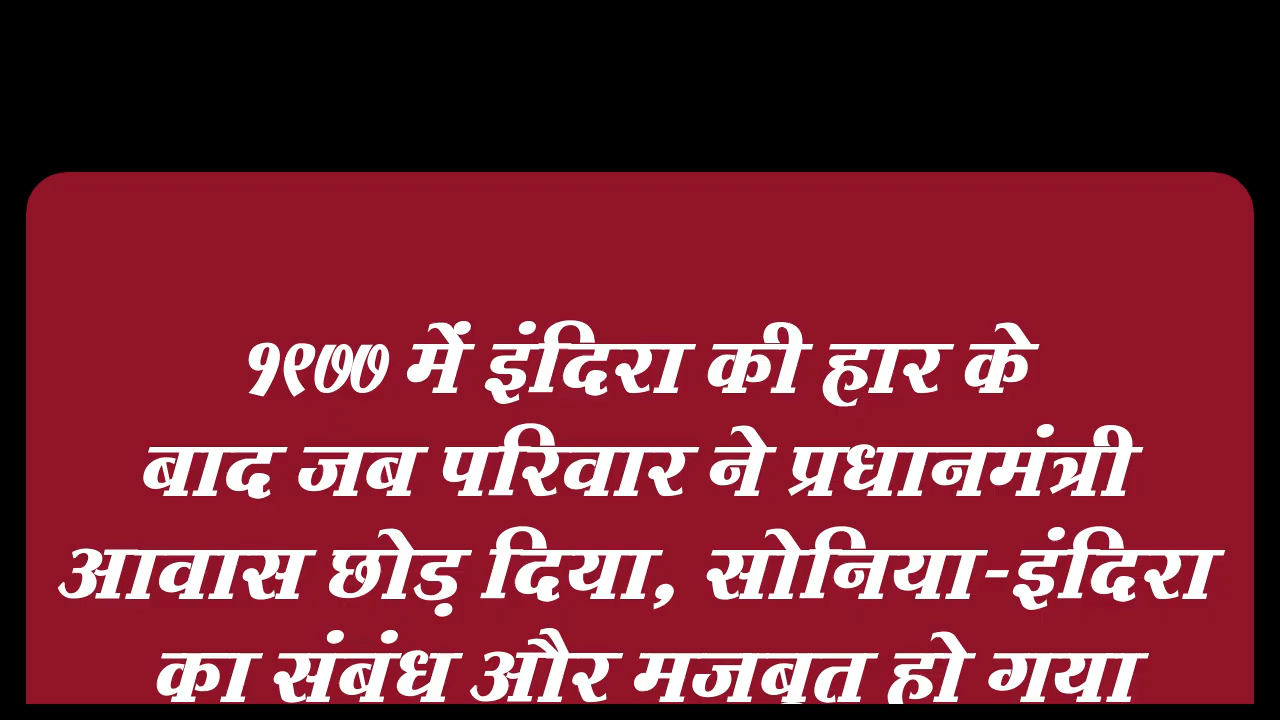 १९७७ में इंदिरा की हार के
बाद जब परिवार ने प्रधानमंत्री
आवास छोड़ दिया, सोनिया-इंदिरा
का संबंध और मजबूत हो गया